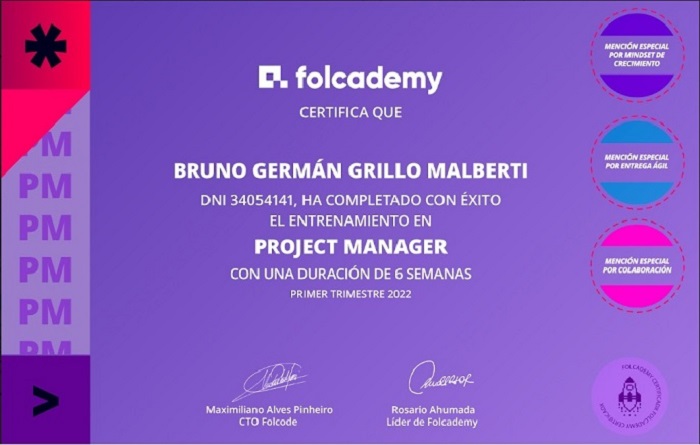 folcademy
CERTIFICA QUE
BRUNO GERMÁN GRILLO MALBERTI
DNI 34054141, HA COMPLETADO CON ÉXITO
EL ENTRENAMIENTO EN
PROJECT MANAGER
CON UNA DURACIÓN DE 6 SEMANAS
PRIMER TRIMESTRE 2022
Maximiliano Alves Pinheiro
CTO Folcode
Rosario Ahumada
Líder de Folcademy
MENCIÓN ESPECIAL
POR MINDSET DE
CRECIMIENTO
MENCIÓN ESPECIAL
POR ENTREGA ÁGIL
MENCIÓN ESPECIAL
POR COLABORACIÓN
PM
PM
PM
PM
PM
PM
FOLCADEMY CERTIFICADA FOLCADEMY CERTIFICADA